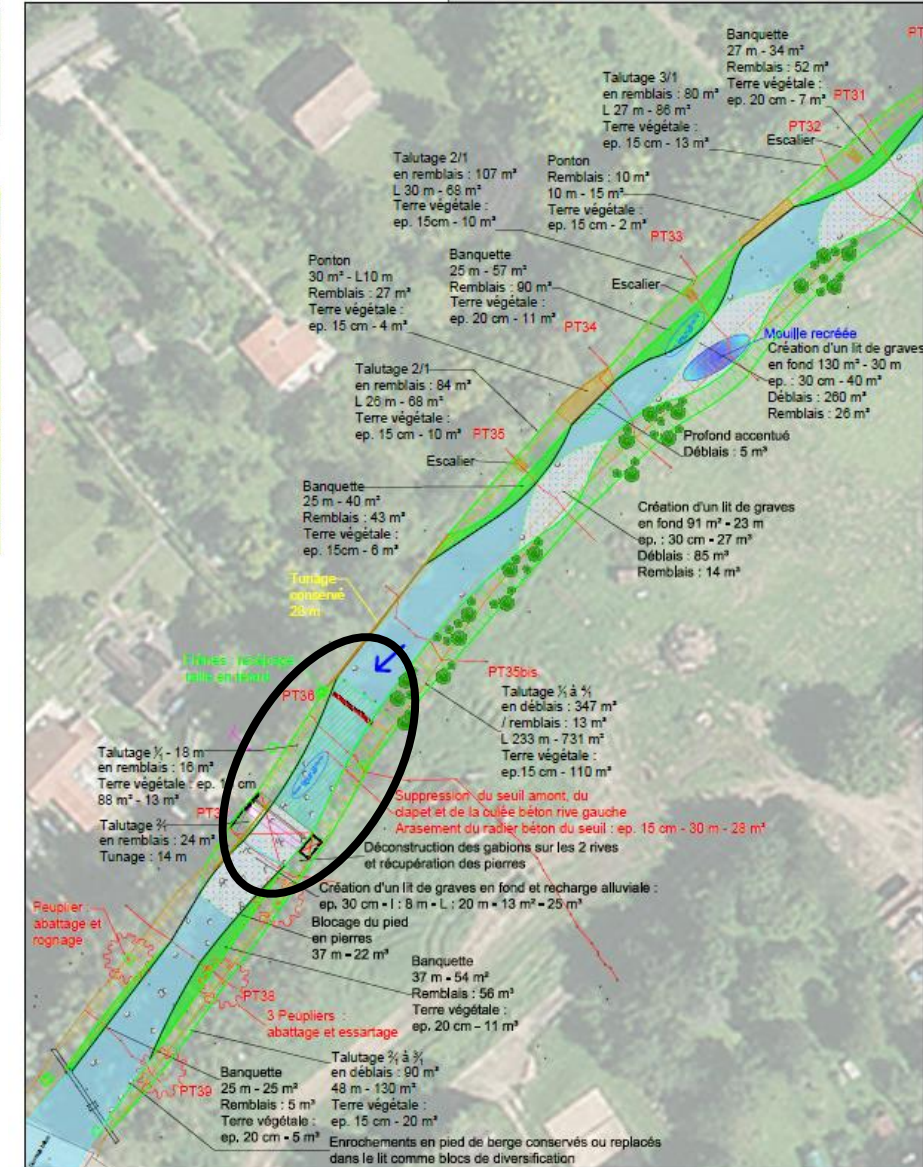 PT
Banquette
27 m - 34 m²
Remblais : 52 m³
Terre végétale :
ep. 20 cm - 7 m³
PT31
Talutage 3/1
en remblais : 80 m³
L 27 m - 86 m²
Terre végétale :
ep. 15 cm - 13 m³
PT32
Escalier
Talutage 2/1
en remblais : 107 m³
L 30 m - 68 m²
Terre végétale :
ep. 15cm - 10 m³
Ponton
Remblais : 10 m³
10 m - 15 m²
Terre végétale :
ep. 15 cm - 2 m³
PT33
Ponton
30 m² - L10 m
Remblais : 27 m³
Terre végétale :
ep. 15 cm - 4 m³
Banquette
25 m - 57 m²
Remblais : 90 m³
Terre végétale :
ep. 20 cm - 11 m³
Escalier
PT34
Mouille recréée
Création d'un lit de graves
en fond 130 m² - 30 m
ep. : 30 cm - 40 m³
Déblais : 260 m³
Remblais : 26 m³
Talutage 2/1
en remblais : 84 m³
L 26 m - 68 m²
Terre végétale :
ep. 15 cm - 10 m³
PT35
Profond accentué
Déblais : 5 m³
Escalier
Banquette
25 m - 40 m²
Remblais : 43 m³
Terre végétale :
ep. 15cm - 6 m³
Création d'un lit de graves
en fond 91 m² - 23 m
ep. : 30 cm - 27 m³
Déblais : 85 m³
Remblais : 14 m³
Tunage
conservé
28m
PT36
PT35bis
Talutage
en déblais : 347 m³
/ remblais : 13 m³
L 233 m - 731 m²
Terre végétale :
ep.15 cm - 110 m³
Talutage - 18 m
en remblais : 16 m³
Terre végétale : ep. cm
88 m² - 13 m³
PT3
Talutage
en remblais : 24 m³
Tunage : 14 m
Suppression du seuil amont, du
clapet et de la culée béton rive gauche
Arasement du radier béton du seuil : ep. 15 cm - 30 m - 28 m³
Déconstruction des gabions sur les 2 rives
et récupération des pierres
Création d'un lit de graves en fond et recharge alluviale :
ep. 30 cm - l : 8 m - L : 20 m - 13 m² - 25 m³
Peuplier :
abattage et
rognage
Blocage du pied
en pierres
37 m - 22 m³
Banquette
37 m - 54 m²
Remblais : 56 m³
Terre végétale :
ep. 20 cm - 11 m³
PT38
3 Peupliers :
abattage et essartage
PT39
Banquette
25 m - 25 m²
Remblais : 5 m³
Terre végétale :
ep. 20 cm - 5 m³
Talutage
en déblais : 90 m³
48 m - 130 m²
Terre végétale :
ep. 15 cm - 20 m³
Enrochements en pied de berge conservés ou replacés
dans le lit comme blocs de diversification